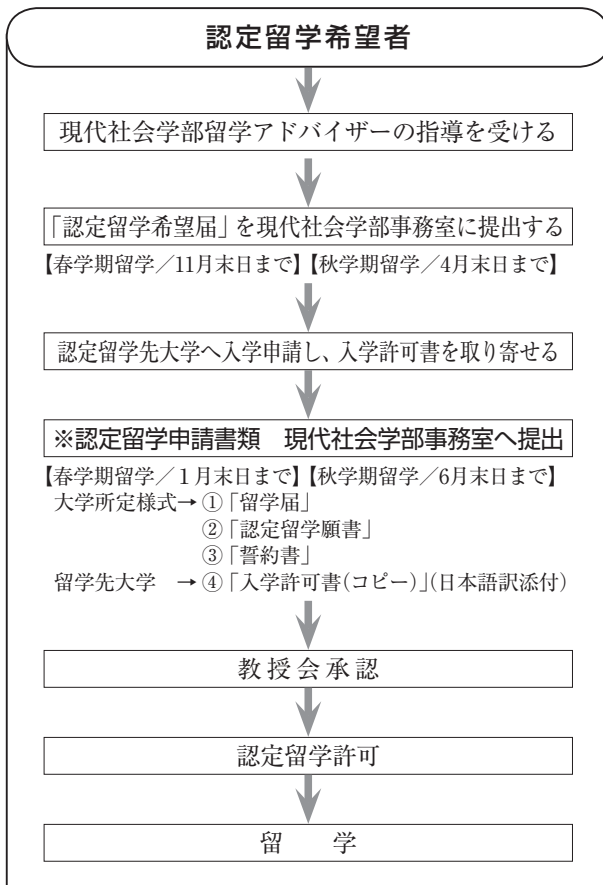 認定留学希望者
現代社会学部留学アドバイザーの指導を受ける
「認定留学希望届」を現代社会学部事務室に提出する
【春学期留学／11月末日まで】【秋学期留学／4月末日まで】
認定留学先大学へ入学申請し、入学許可書を取り寄せる
※認定留学申請書類　現代社会学部事務室へ提出
【春学期留学／１月末日まで】【秋学期留学／6月末日まで】
大学所定様式→①「留学届」
②「認定留学願書」
③「誓約書」
留学先大学　→④「入学許可書(コピー)」(日本語訳添付)
教授会承認
認定留学許可
留　　学